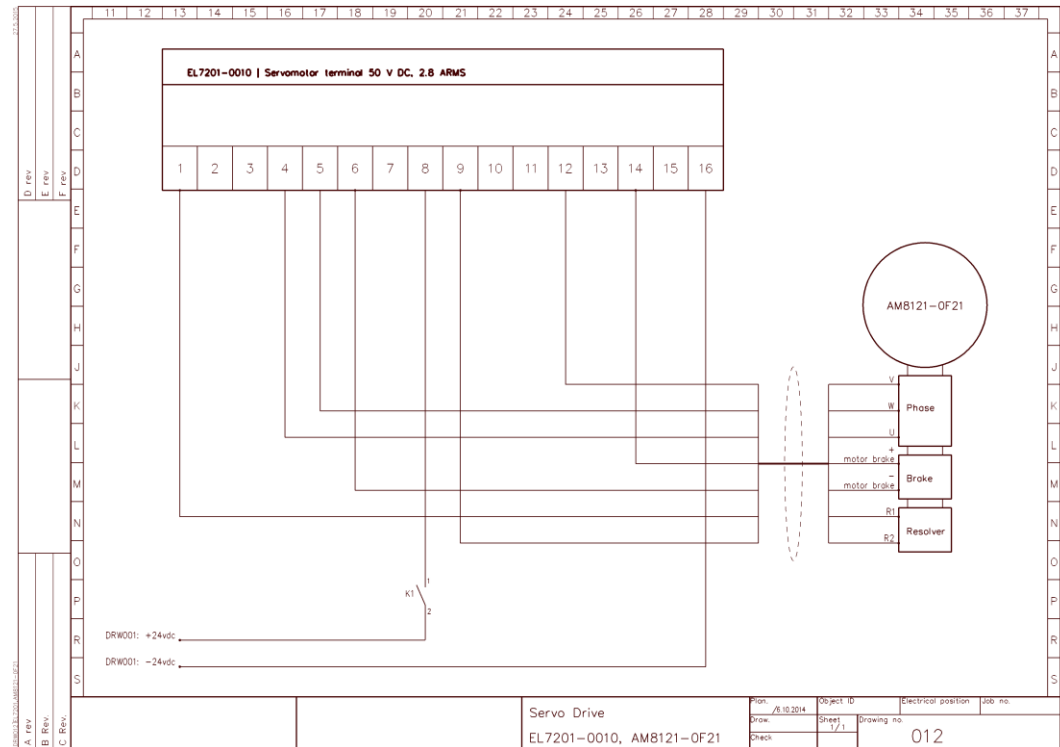 11 12 13 14 15 16 17 18 19 20 21 22 23 24 25 26 27 28 29 30 31 32 33 34 35 36 37
A A
EL7201-0010 | Servomotor terminal 50 V DC, 2.8 ARMS
B B
C C
D D
1 2 3 4 5 6 7 8 9 10 11 12 13 14 15 16
D rev
E rev
F rev
E E
F F
G G
AM8121-0F21
H H
J J
V
K K
W Phase
U
L L
+
motor brake
Brake
-
motor brake
M M
R1
N N
Resolver
R2
O O
1
K1
P P
2
DRW001: +24vdc
R R
DRW001: -24vdc
S S
A rev
B Rev.
C Rev.
Servo Drive
EL7201-0010, AM8121-0F21
Plan. /6.10.2014
Object ID
Electrical position
Job no.
Draw.
Sheet 1/1
Drawing no.
012
Check